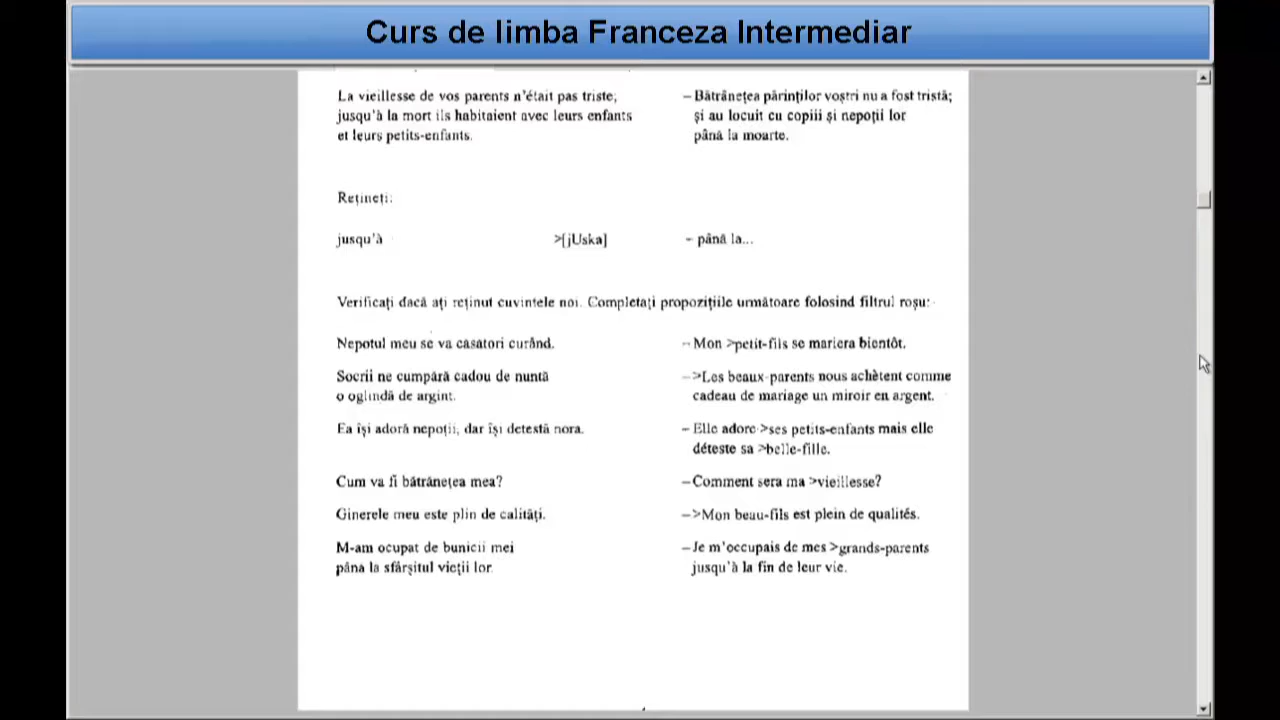 Curs de limba Franceza Intermediar
La vieillesse de vos parents n'était pas triste; – Bătrânețea părinților voștri nu a fost tristă;
jusqu'à la mort ils habitaient avec leurs enfants și au locuit cu copiii și nepoții lor
et leurs petits-enfants. până la moarte.
Rețineți:
jusqu'à >[jUska] – până la...
Verificați dacă ați reținut cuvintele noi. Completați propozițiile următoare folosind filtrul roșu:
Nepotul meu se va căsători curând. – Mon >petit-fils se mariera bientôt.
Socrii ne cumpără cadou de nuntă – >Les beaux-parents nous achètent comme
o oglindă de argint. cadeau de mariage un miroir en argent.
Ea își adoră nepoții, dar își detestă nora. – Elle adore >ses petits-enfants mais elle
déteste sa >belle-fille.
Cum va fi bătrânețea mea? – Comment sera ma >vieillesse?
Ginerele meu este plin de calități. – >Mon beau-fils est plein de qualités.
M-am ocupat de bunicii mei – Je m'occupais de mes >grands-parents
până la sfârșitul vieții lor. jusqu'à la fin de leur vie.